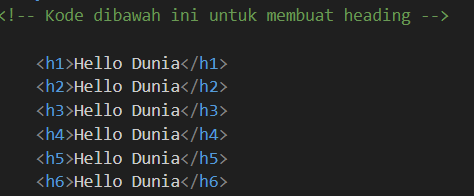 <!-- Kode dibawah ini untuk membuat heading -->
<h1>Hello Dunia</h1>
<h2>Hello Dunia</h2>
<h3>Hello Dunia</h3>
<h4>Hello Dunia</h4>
<h5>Hello Dunia</h5>
<h6>Hello Dunia</h6>